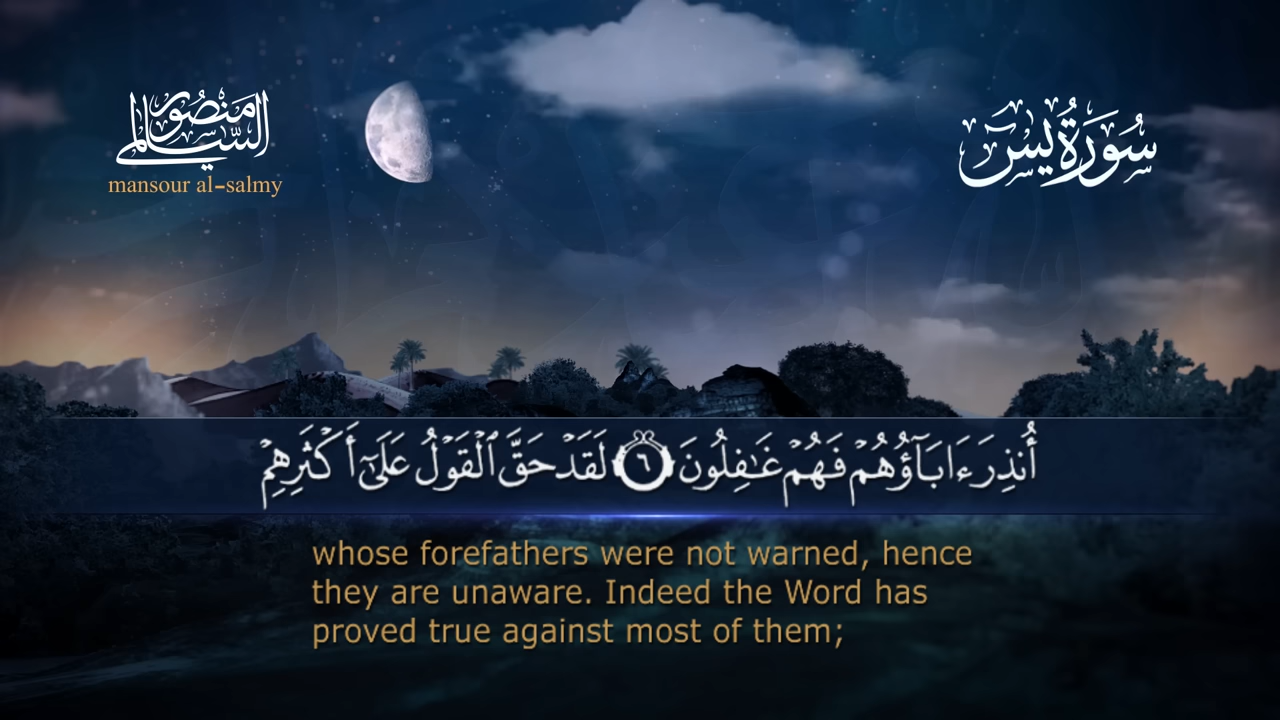 منصور السالمي
mansour al-salmy
سُورَةُ يسٓ
أُنذِرَ ءَابَآؤُهُمْ فَهُمْ غَٰفِلُونَ ٦ لَقَدْ حَقَّ ٱلْقَوْلُ عَلَىٰٓ أَكْثَرِهِمْ
whose forefathers were not warned, hence
they are unaware. Indeed the Word has
proved true against most of them;